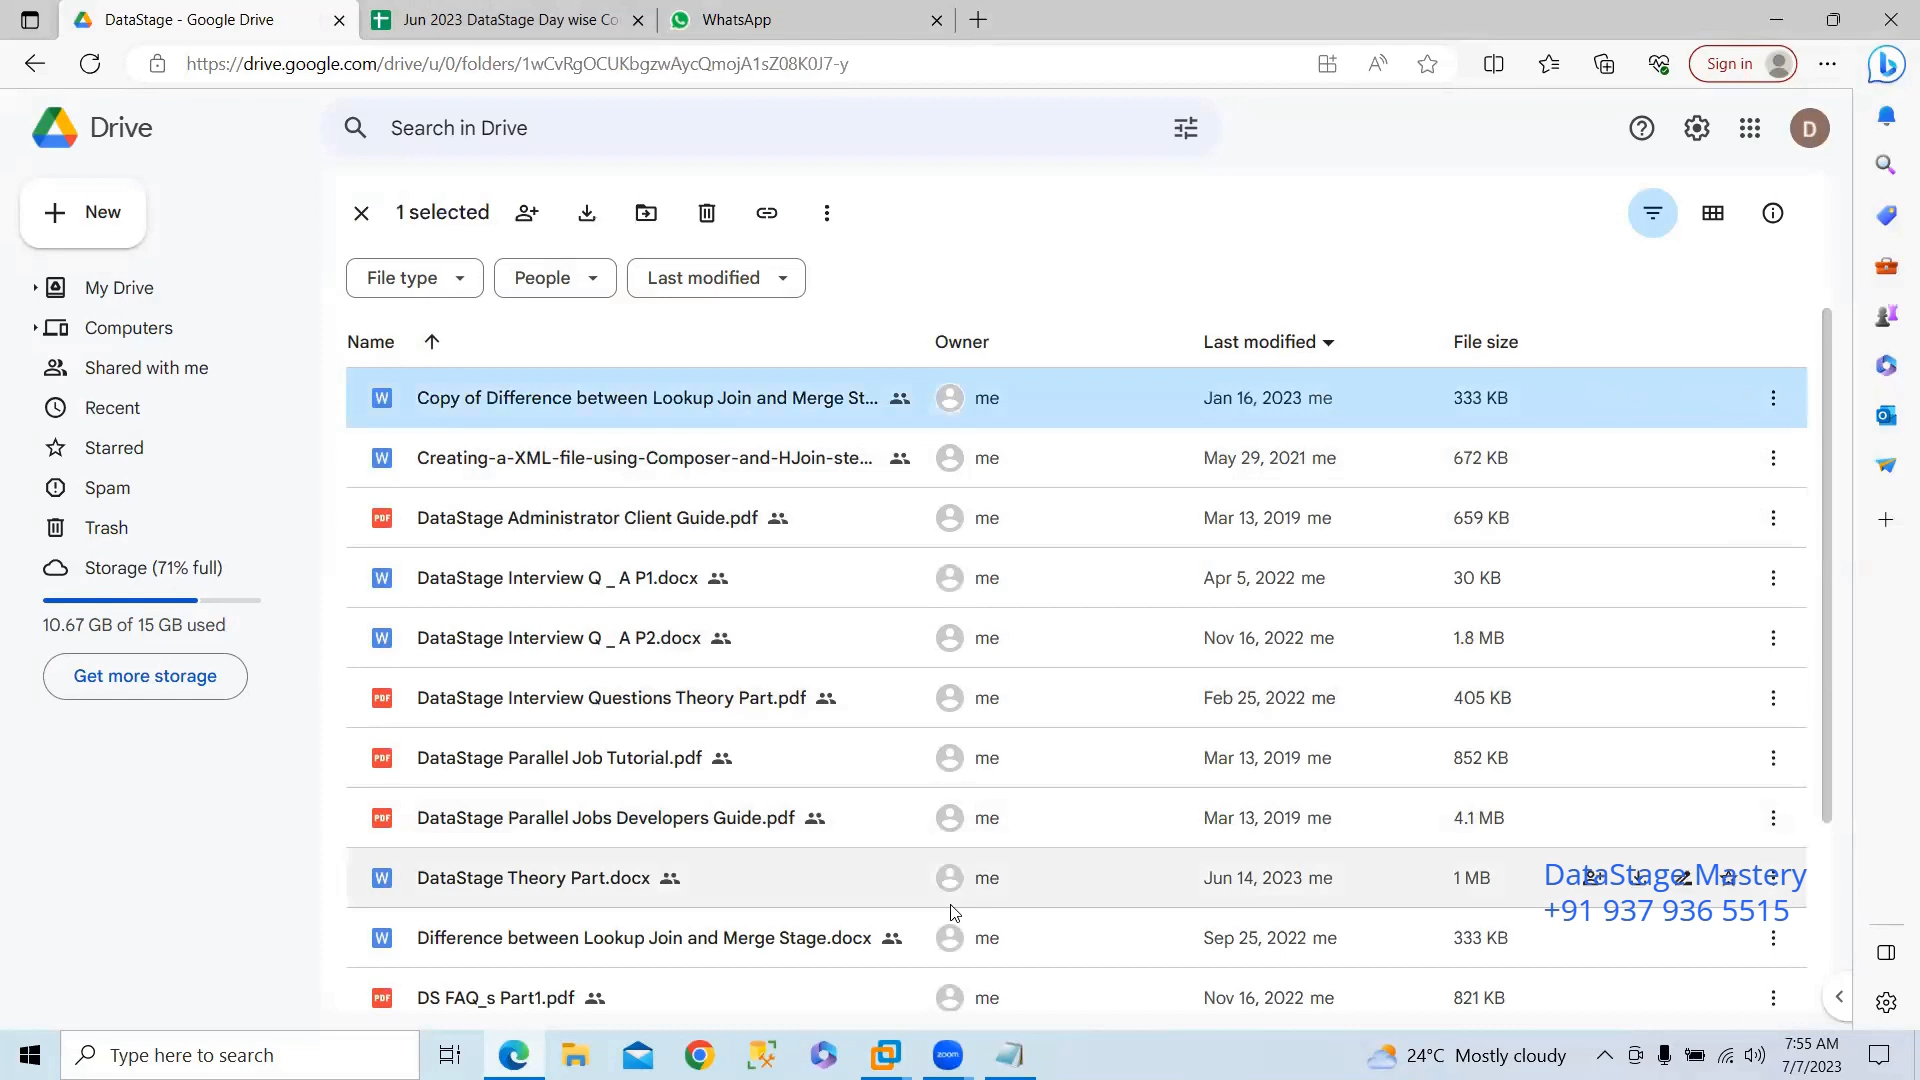 DataStage - Google Drive
Jun 2023 DataStage Day wise Co
WhatsApp
https://drive.google.com/drive/u/0/folders/1wCvRgOCUKbgzwAycQmojA1sZ08K0J7-y
Sign in
Drive
Search in Drive
D
New
1 selected
My Drive
Computers
Shared with me
Recent
Starred
Spam
Trash
Storage (71% full)
10.67 GB of 15 GB used
Get more storage
File type
People
Last modified
Name
Owner
Last modified
File size
W Copy of Difference between Lookup Join and Merge St... me Jan 16, 2023 me 333 KB
W Creating-a-XML-file-using-Composer-and-HJoin-ste... me May 29, 2021 me 672 KB
PDF DataStage Administrator Client Guide.pdf me Mar 13, 2019 me 659 KB
W DataStage Interview Q _ A P1.docx me Apr 5, 2022 me 30 KB
W DataStage Interview Q _ A P2.docx me Nov 16, 2022 me 1.8 MB
PDF DataStage Interview Questions Theory Part.pdf me Feb 25, 2022 me 405 KB
PDF DataStage Parallel Job Tutorial.pdf me Mar 13, 2019 me 852 KB
PDF DataStage Parallel Jobs Developers Guide.pdf me Mar 13, 2019 me 4.1 MB
W DataStage Theory Part.docx me Jun 14, 2023 me 1 MB
DataStage Mastery
+91 937 936 5515
W Difference between Lookup Join and Merge Stage.docx me Sep 25, 2022 me 333 KB
PDF DS FAQ_s Part1.pdf me Nov 16, 2022 me 821 KB
Type here to search
zoom
24°C Mostly cloudy
7:55 AM
7/7/2023